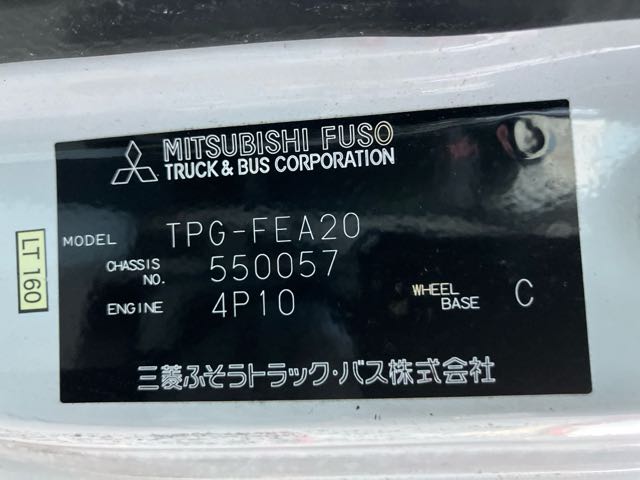 MITSUBISHI FUSO
TRUCK & BUS CORPORATION
MODEL TPG-FEA20
CHASSIS NO. 550057
ENGINE 4P10
WHEEL BASE C
三菱ふそうトラック・バス株式会社
LT 160